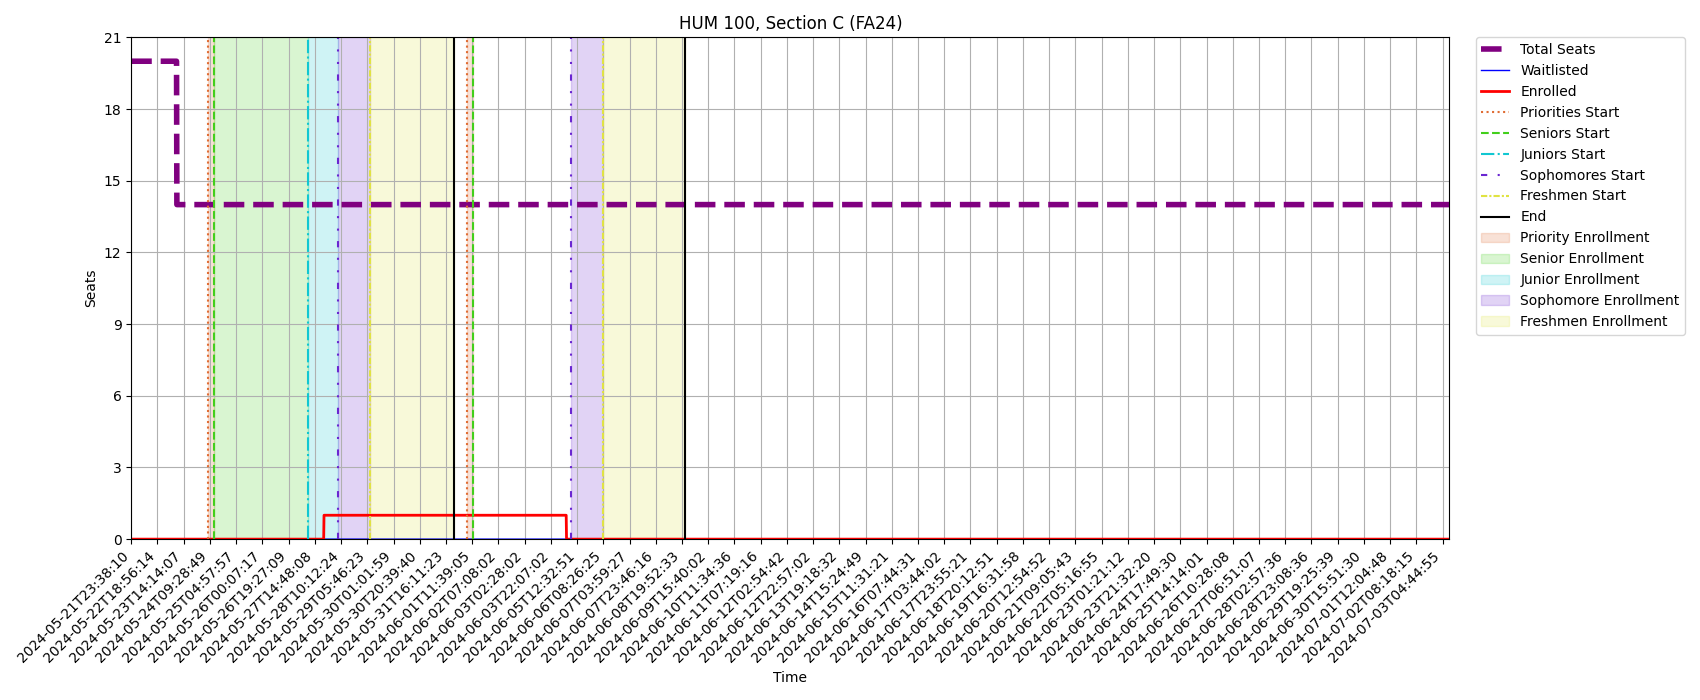 HUM 100, Section C (FA24)
21
18
15
12
9
6
3
0
Seats
2024-05-21T23:38:10
2024-05-22T18:56:14
2024-05-23T14:14:07
2024-05-24T09:28:49
2024-05-25T04:57:57
2024-05-26T00:07:17
2024-05-26T19:27:09
2024-05-27T14:48:08
2024-05-28T10:12:24
2024-05-29T05:46:23
2024-05-30T01:01:59
2024-05-30T20:39:40
2024-05-31T16:11:23
2024-06-01T11:39:05
2024-06-02T07:08:02
2024-06-03T02:28:02
2024-06-03T22:07:02
2024-06-05T12:32:51
2024-06-06T08:26:25
2024-06-07T03:59:27
2024-06-07T23:46:16
2024-06-08T19:52:33
2024-06-09T15:40:02
2024-06-10T11:34:36
2024-06-11T07:19:16
2024-06-12T02:54:42
2024-06-12T22:57:02
2024-06-13T19:18:32
2024-06-14T15:24:49
2024-06-15T11:31:21
2024-06-16T07:44:31
2024-06-17T03:44:02
2024-06-17T23:55:21
2024-06-18T20:12:51
2024-06-19T16:31:58
2024-06-20T12:54:52
2024-06-21T09:05:43
2024-06-22T05:16:55
2024-06-23T01:21:12
2024-06-23T21:32:20
2024-06-24T17:49:30
2024-06-25T14:14:01
2024-06-26T10:28:08
2024-06-27T06:51:07
2024-06-28T02:57:36
2024-06-28T23:08:36
2024-06-29T19:25:39
2024-06-30T15:51:30
2024-07-01T12:04:48
2024-07-02T08:18:15
2024-07-03T04:44:55
Time
Total Seats
Waitlisted
Enrolled
Priorities Start
Seniors Start
Juniors Start
Sophomores Start
Freshmen Start
End
Priority Enrollment
Senior Enrollment
Junior Enrollment
Sophomore Enrollment
Freshmen Enrollment